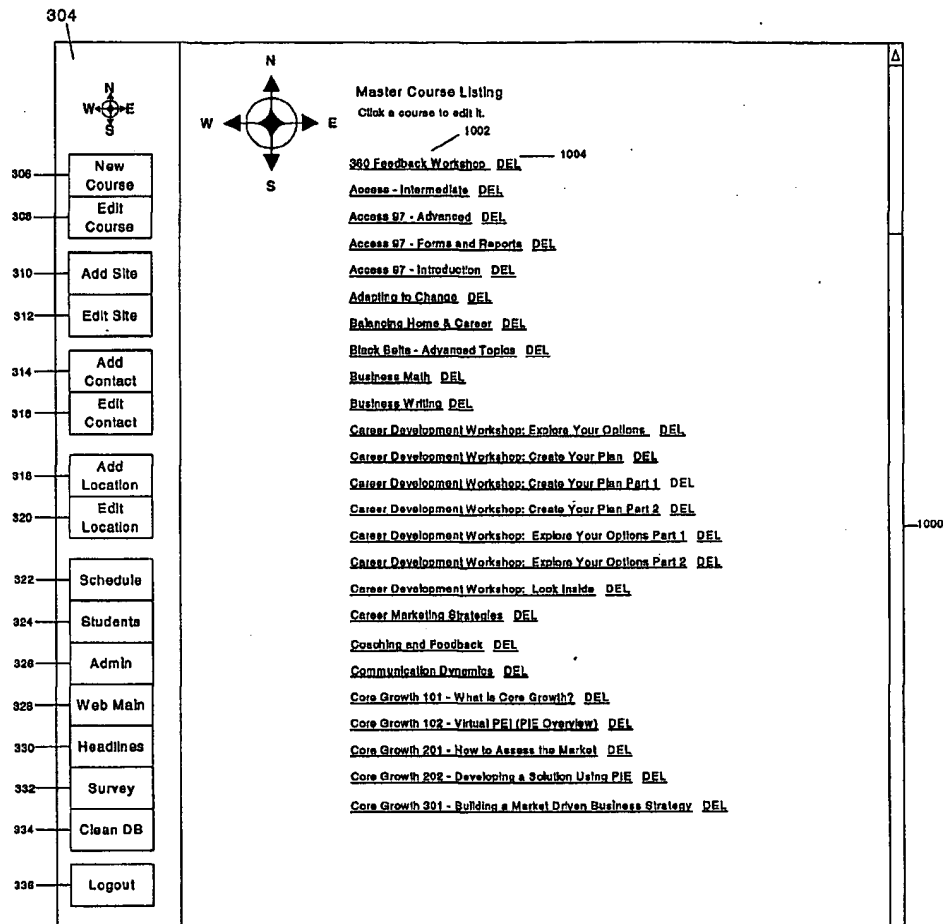 304
N
W E
S
306 New Course
308 Edit Course
310 Add Site
312 Edit Site
314 Add Contact
316 Edit Contact
318 Add Location
320 Edit Location
322 Schedule
324 Students
326 Admin
328 Web Main
330 Headlines
332 Survey
334 Clean DB
336 Logout
N
W E
S
Master Course Listing
Click a course to edit it.
1002
360 Feedback Workshop DEL 1004
Access - Intermediate DEL
Access 97 - Advanced DEL
Access 97 - Forms and Reports DEL
Access 97 - Introduction DEL
Adapting to Change DEL
Balancing Home & Career DEL
Black Belts - Advanced Topics DEL
Business Math DEL
Business Writing DEL
Career Development Workshop: Explore Your Options DEL
Career Development Workshop: Create Your Plan DEL
Career Development Workshop: Create Your Plan Part 1 DEL
Career Development Workshop: Create Your Plan Part 2 DEL
Career Development Workshop: Explore Your Options Part 1 DEL
Career Development Workshop: Explore Your Options Part 2 DEL
Career Development Workshop: Look Inside DEL
Career Marketing Strategies DEL
Coaching and Feedback DEL
Communication Dynamics DEL
Core Growth 101 - What is Core Growth? DEL
Core Growth 102 - Virtual PEI (PIE Overview) DEL
Core Growth 201 - How to Assess the Market DEL
Core Growth 202 - Developing a Solution Using PIE DEL
Core Growth 301 - Building a Market Driven Business Strategy DEL
1000